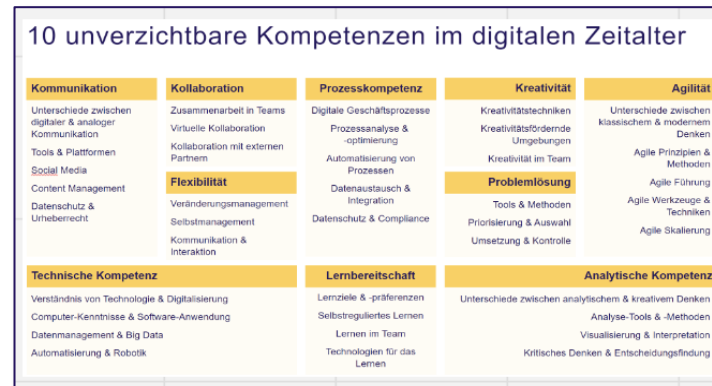 10 unverzichtbare Kompetenzen im digitalen Zeitalter
Kommunikation
Unterschiede zwischen
digitaler & analoger
Kommunikation
Tools & Plattformen
Social Media
Content Management
Datenschutz &
Urheberrecht
Kollaboration
Zusammenarbeit in Teams
Virtuelle Kollaboration
Kollaboration mit externen
Partnern
Flexibilität
Veränderungsmanagement
Selbstmanagement
Kommunikation &
Interaktion
Prozesskompetenz
Digitale Geschäftsprozesse
Prozessanalyse &
-optimierung
Automatisierung von
Prozessen
Datenaustausch &
Integration
Datenschutz & Compliance
Kreativität
Kreativitätstechniken
Kreativitätsfördernde
Umgebungen
Kreativität im Team
Problemlösung
Tools & Methoden
Priorisierung & Auswahl
Umsetzung & Kontrolle
Agilität
Unterschiede zwischen
klassischem & modernem
Denken
Agile Prinzipien &
Methoden
Agile Führung
Agile Werkzeuge &
Techniken
Agile Skalierung
Technische Kompetenz
Verständnis von Technologie & Digitalisierung
Computer-Kenntnisse & Software-Anwendung
Datenmanagement & Big Data
Automatisierung & Robotik
Lernbereitschaft
Lernziele & -präferenzen
Selbstreguliertes Lernen
Lernen im Team
Technologien für das
Lernen
Analytische Kompetenz
Unterschiede zwischen analytischem & kreativem Denken
Analyse-Tools & -Methoden
Visualisierung & Interpretation
Kritisches Denken & Entscheidungsfindung